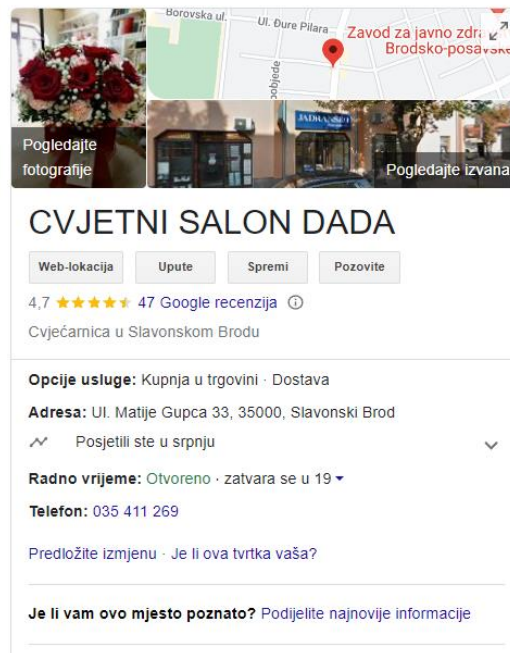 Borovska ul.
Ul. Đure Pilara
Zavod za javno zdra
Brodsko-posavske
pobjede
JADRANSKO
Pogledajte
fotografije
Pogledajte izvana
CVJETNI SALON DADA
Web-lokacija
Upute
Spremi
Pozovite
4,7 47 Google recenzija
Cvjećarnica u Slavonskom Brodu
Opcije usluge: Kupnja u trgovini · Dostava
Adresa: Ul. Matije Gupca 33, 35000, Slavonski Brod
Posjetili ste u srpnju
Radno vrijeme: Otvoreno · zatvara se u 19
Telefon: 035 411 269
Predložite izmjenu · Je li ova tvrtka vaša?
Je li vam ovo mjesto poznato? Podijelite najnovije informacije